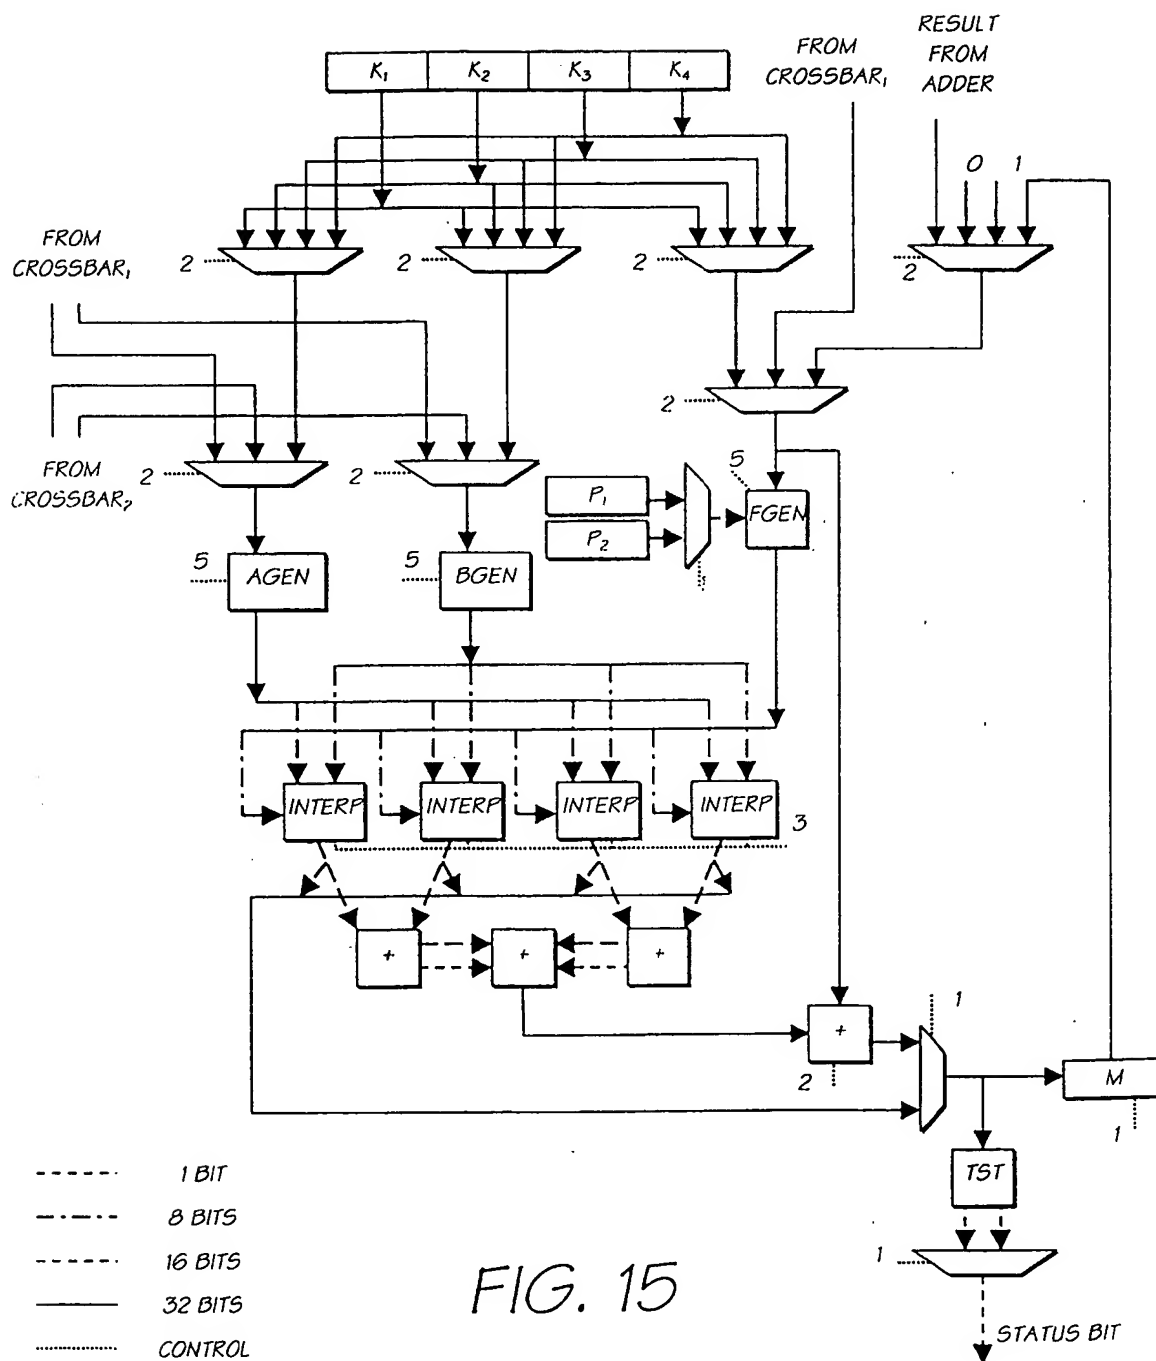 RESULT
FROM
ADDER
FROM
CROSSBAR₁
K₁ K₂ K₃ K₄
0 1
FROM
CROSSBAR₁
2 2 2 2
2
FROM
CROSSBAR₂
2 2
P₁
P₂
5
FGEN
5
AGEN
5
BGEN
INTERP INTERP INTERP INTERP
3
+ + +
+
2
1
M
1
TST
1
STATUS BIT
1 BIT
8 BITS
16 BITS
32 BITS
CONTROL
FIG. 15